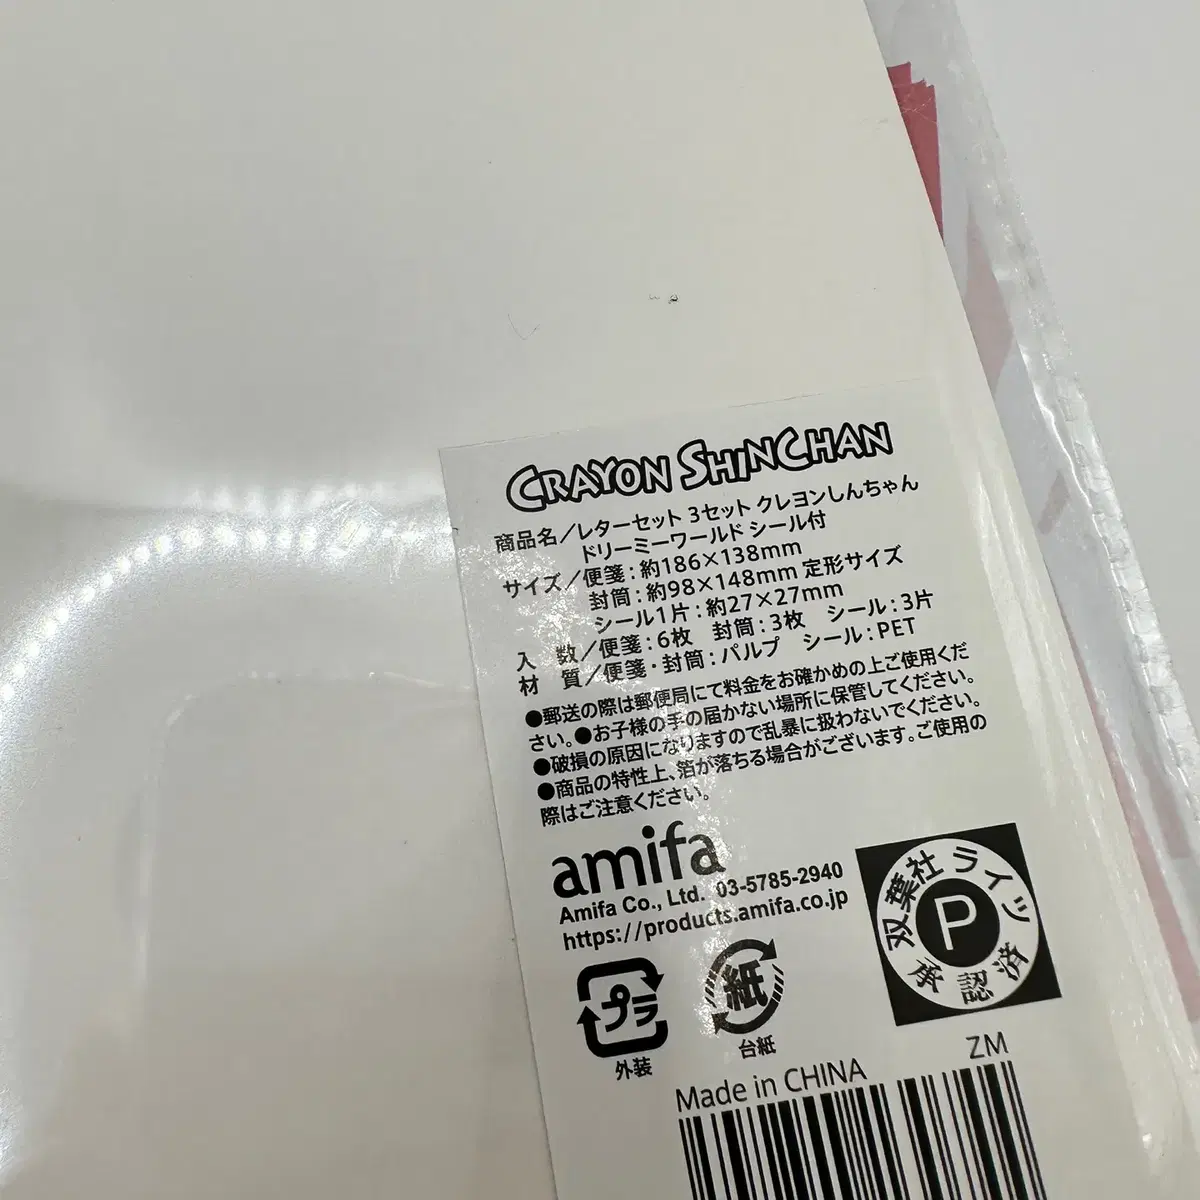 CRAYON SHINCHAN
商品名／レターセット 3セット クレヨンしんちゃん
ドリーミーワールド シール付
サイズ／便箋：約186×138mm
封筒：約98×148mm 定形サイズ
シール1片：約27×27mm
入 数／便箋：6枚 封筒：3枚 シール：3片
材 質／便箋・封筒：パルプ シール：PET
●郵送の際は郵便局にて料金をお確かめの上ご使用くだ
さい。●お子様の手の届かない場所に保管してください。
●破損の原因になりますので乱暴に扱わないでください。
●商品の特性上、箔が落ちる場合がございます。ご使用の
際はご注意ください。
amifa
Amifa Co., Ltd. 03-5785-2940
https://products.amifa.co.jp
双葉社ライツ
P
承認済
プラ
外装
紙
台紙
Made in CHINA
ZM